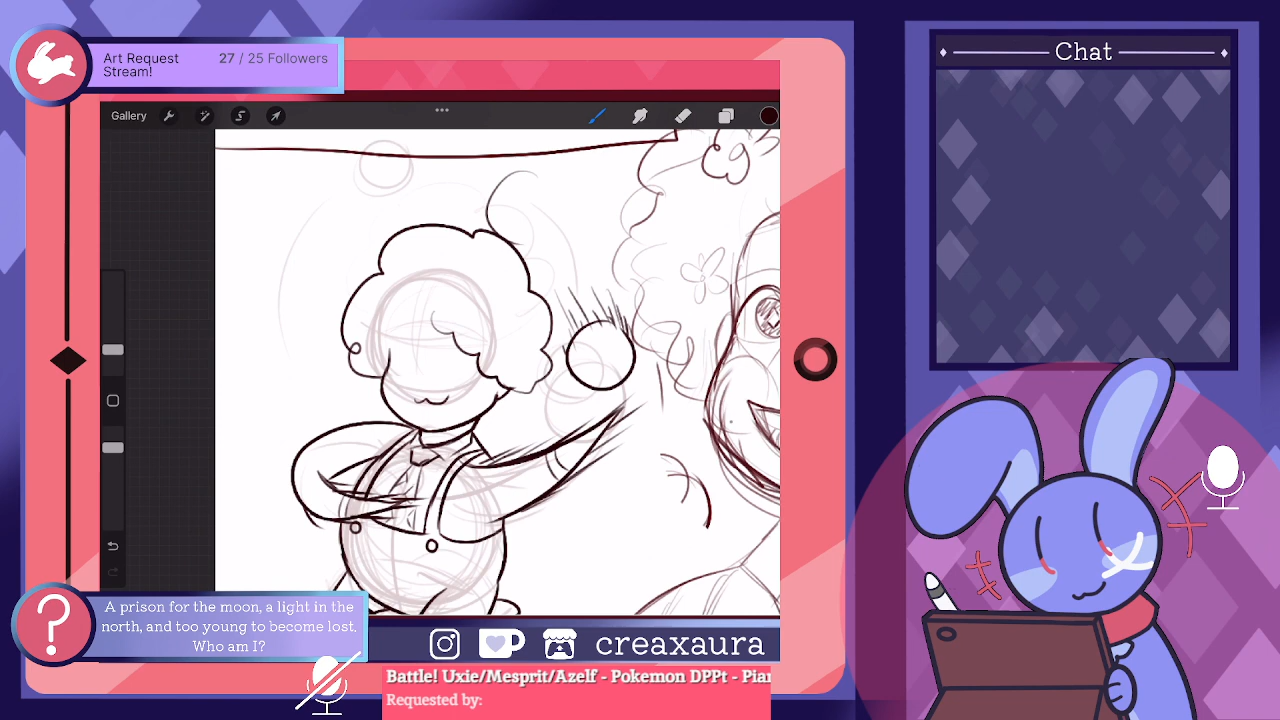 Art Request
Stream!
27 / 25 Followers
Chat
Gallery
A prison for the moon, a light in the
north, and too young to become lost.
Who am I?
creaxaura
Battle! Uxie/Mesprit/Azelf - Pokemon DPPt -
Requested by: